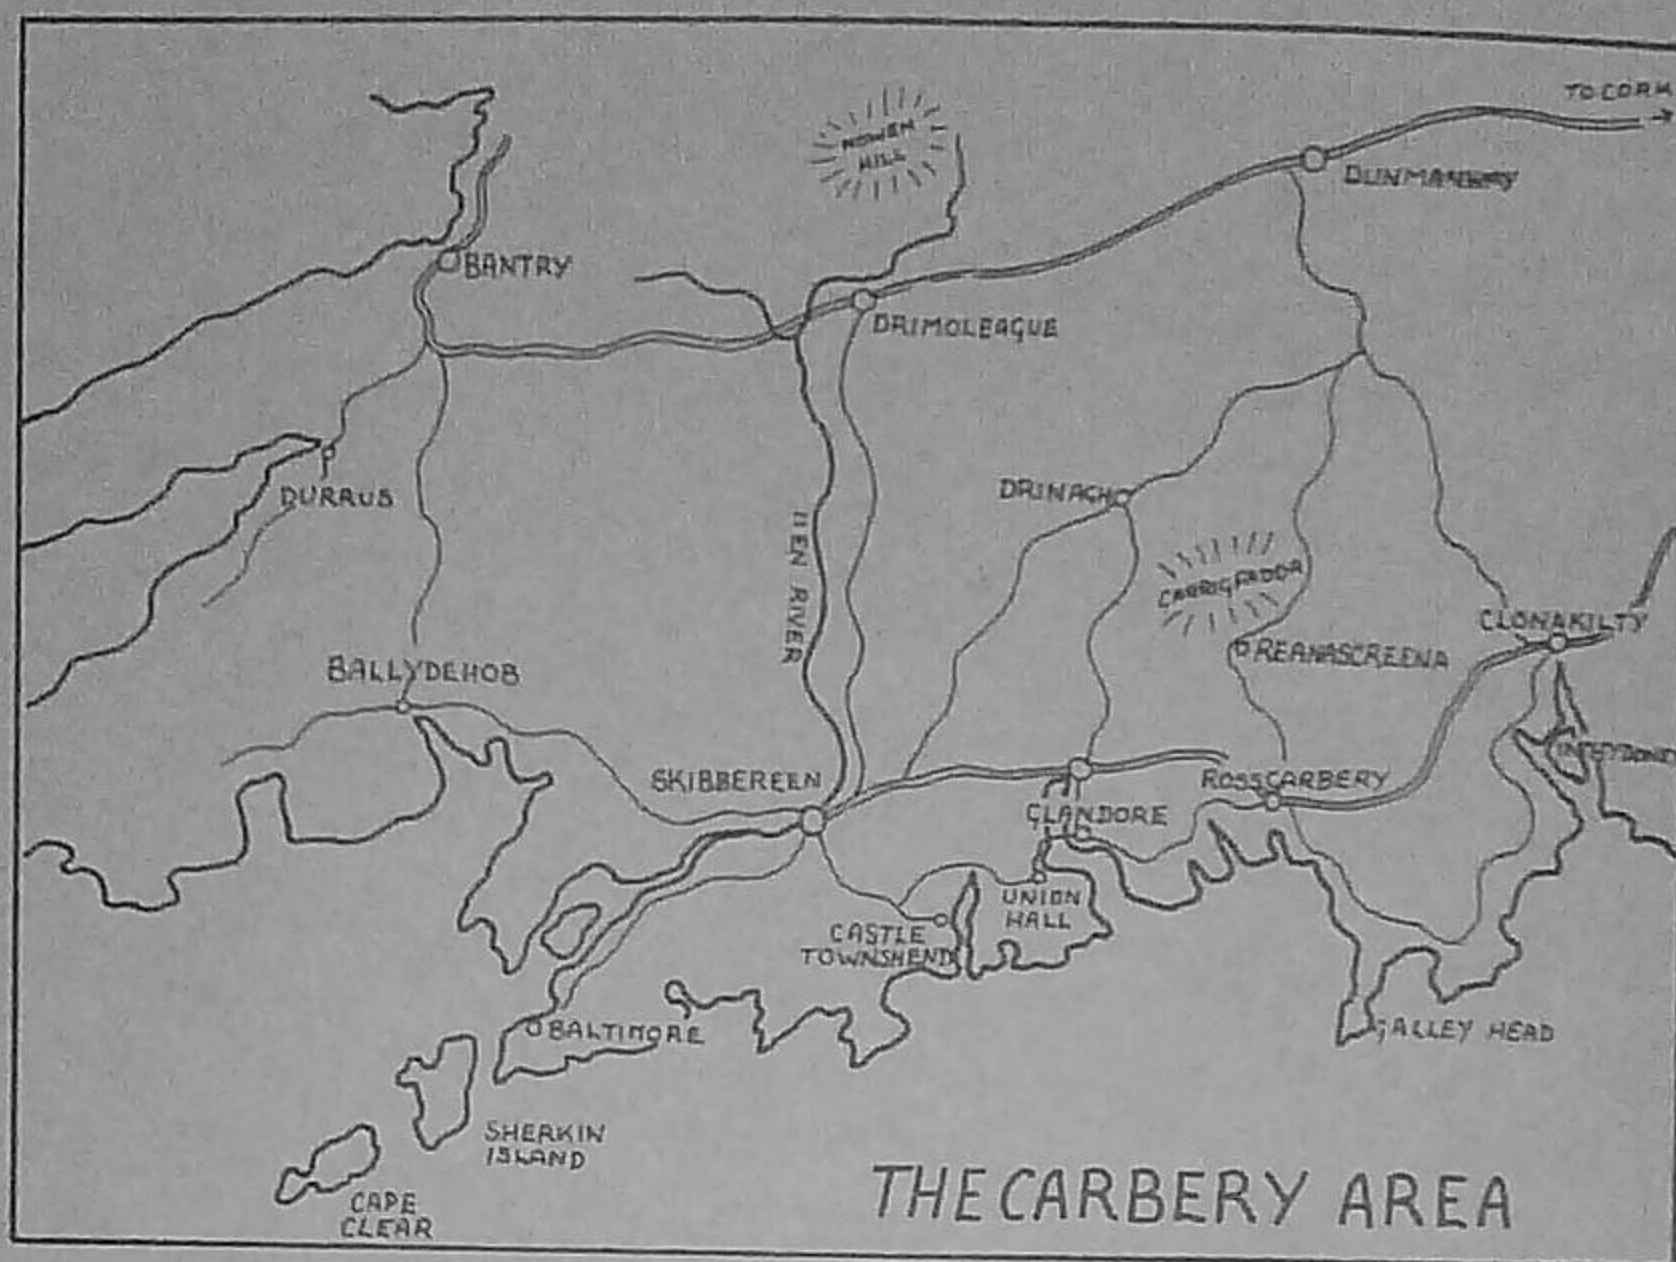 TO CORK
NOWEN
HILL
DUNMANWAY
BANTRY
DRIMOLEAGUE
DURRUS
DRINAGH
IIEN RIVER
CARRIGFADDA
CLONAKILTY
REANASCREENA
BALLYDEHOB
SKIBBEREEN
ROSSCARBERY
GLANDORE
UNION
HALL
CASTLE
TOWNSHEND
BALTIMORE
GALLEY HEAD
SHERKIN
ISLAND
CAPE
CLEAR
THE CARBERY AREA